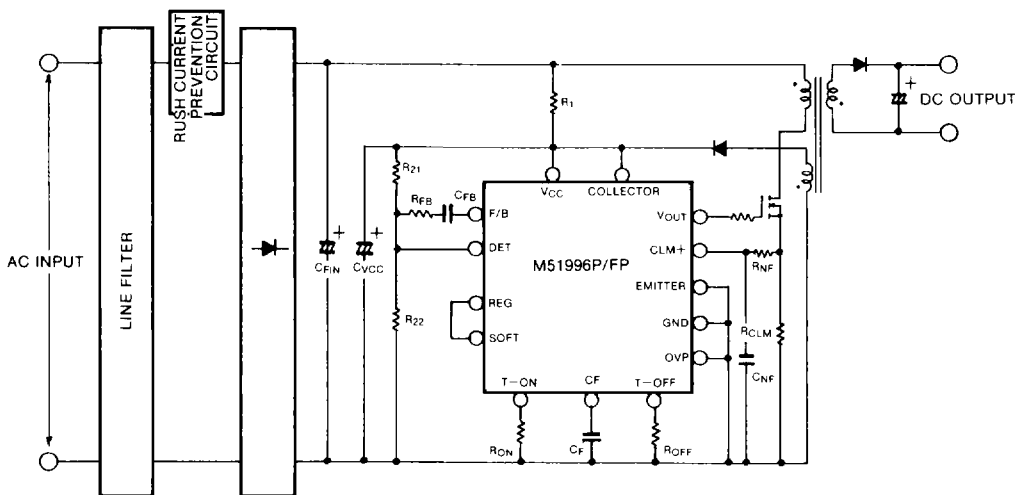 RUSH CURRENT
PREVENTION
CIRCUIT
AC INPUT
LINE FILTER
+
CFIN
+
CVCC
R1
R21
RFB
CFB
R22
VCC
COLLECTOR
F/B
DET
REG
SOFT
M51996P/FP
VOUT
CLM+
EMITTER
GND
OVP
T-ON
CF
T-OFF
RON
CF
ROFF
RNF
RCLM
CNF
+
DC OUTPUT